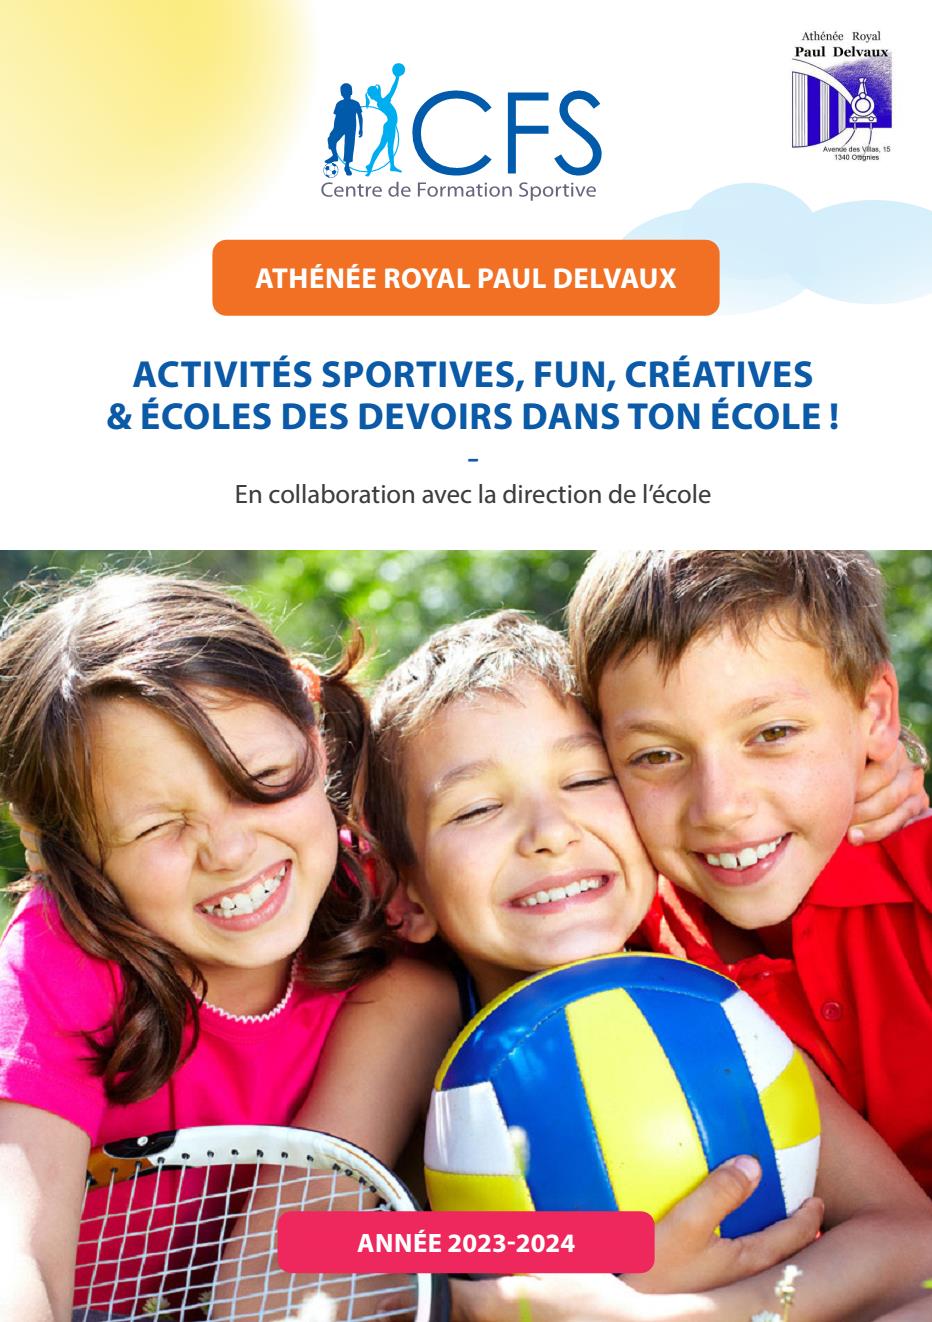 Athénée Royal
Paul Delvaux
Avenue des Villas, 15
1340 Ottignies
CFS
Centre de Formation Sportive
ATHÉNÉE ROYAL PAUL DELVAUX
ACTIVITÉS SPORTIVES, FUN, CRÉATIVES
& ÉCOLES DES DEVOIRS DANS TON ÉCOLE !
-
En collaboration avec la direction de l’école
ANNÉE 2023-2024